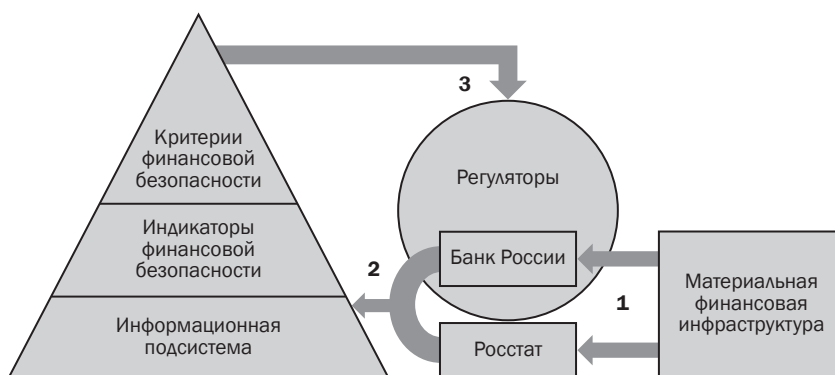 3
Критерии
финансовой
безопасности
Регуляторы
Индикаторы
финансовой
безопасности
2
Банк России
1
Материальная
финансовая
инфраструктура
Информационная
подсистема
Росстат